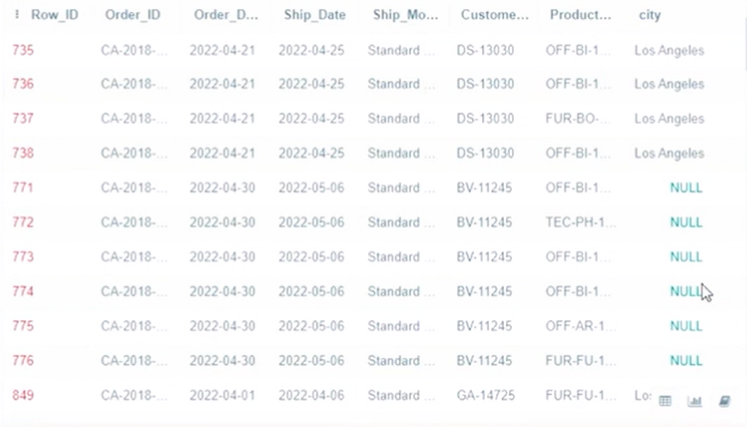 Row_ID Order_ID Order_D... Ship_Date Ship_Mo... Custome... Product... city
735 CA-2018-... 2022-04-21 2022-04-25 Standard ... DS-13030 OFF-BI-1... Los Angeles
736 CA-2018-... 2022-04-21 2022-04-25 Standard ... DS-13030 OFF-BI-1... Los Angeles
737 CA-2018-... 2022-04-21 2022-04-25 Standard ... DS-13030 FUR-BO-... Los Angeles
738 CA-2018-... 2022-04-21 2022-04-25 Standard ... DS-13030 OFF-BI-1... Los Angeles
771 CA-2018-... 2022-04-30 2022-05-06 Standard ... BV-11245 OFF-BI-1... NULL
772 CA-2018-... 2022-04-30 2022-05-06 Standard ... BV-11245 TEC-PH-1... NULL
773 CA-2018-... 2022-04-30 2022-05-06 Standard ... BV-11245 OFF-BI-1... NULL
774 CA-2018-... 2022-04-30 2022-05-06 Standard ... BV-11245 OFF-BI-1... NULL
775 CA-2018-... 2022-04-30 2022-05-06 Standard ... BV-11245 OFF-AR-1... NULL
776 CA-2018-... 2022-04-30 2022-05-06 Standard ... BV-11245 FUR-FU-1... NULL
849 CA-2018-... 2022-04-01 2022-04-06 Standard ... GA-14725 FUR-FU-1... Los